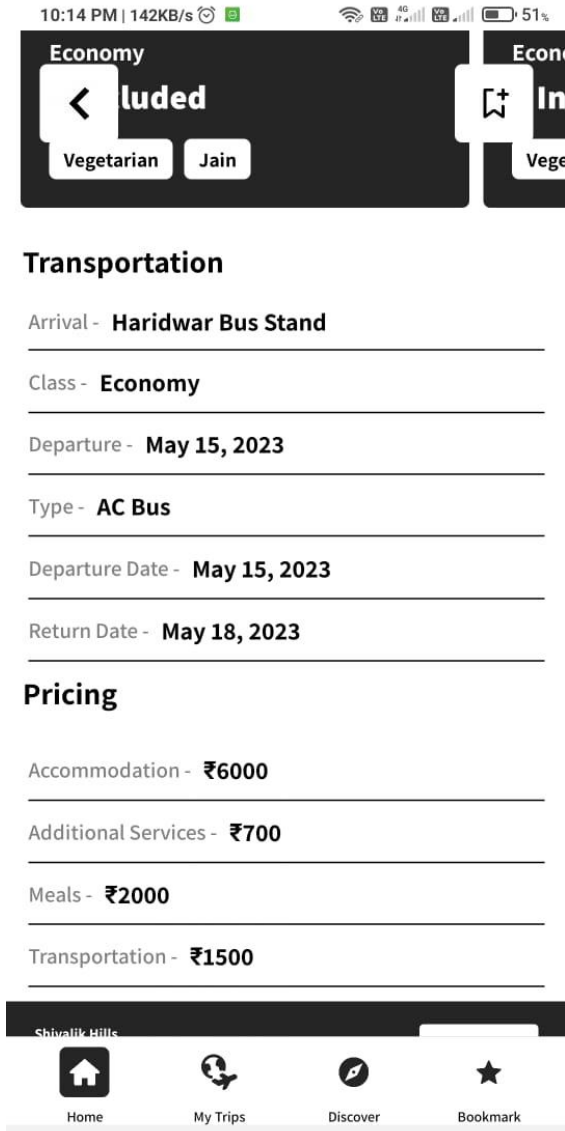 10:14 PM | 142KB/s 4G 51%
Economy Econ
luded In
Vegetarian Jain Vege
Transportation
Arrival - Haridwar Bus Stand
Class - Economy
Departure - May 15, 2023
Type - AC Bus
Departure Date - May 15, 2023
Return Date - May 18, 2023
Pricing
Accommodation - ₹6000
Additional Services - ₹700
Meals - ₹2000
Transportation - ₹1500
Shivalik Hills
Home My Trips Discover Bookmark